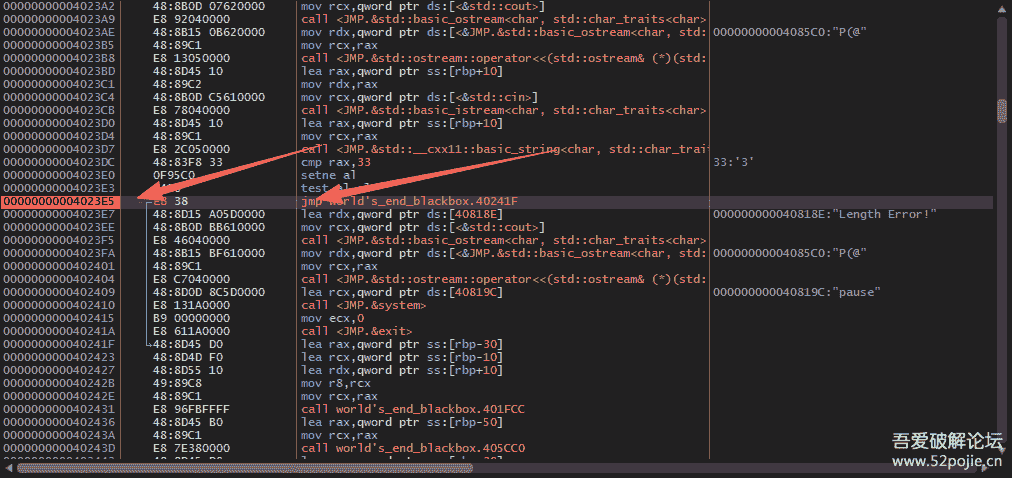 00000000004023A2 48:8B0D 07620000 mov rcx,qword ptr ds:[<&std::cout>]
00000000004023A9 E8 92040000 call <JMP.&std::basic_ostream<char, std::char_traits<char>
00000000004023AE 48:8B15 0B620000 mov rdx,qword ptr ds:[<&JMP.&std::basic_ostream<char, std: 00000000004085C0:"P(@"
00000000004023B5 48:89C1 mov rcx,rax
00000000004023B8 E8 13050000 call <JMP.&std::ostream::operator<<(std::ostream& (*)(std:
00000000004023BD 48:8D45 10 lea rax,qword ptr ss:[rbp+10]
00000000004023C1 48:89C2 mov rdx,rax
00000000004023C4 48:8B0D C5610000 mov rcx,qword ptr ds:[<&std::cin>]
00000000004023CB E8 78040000 call <JMP.&std::basic_istream<char, std::char_traits<char>
00000000004023D0 48:8D45 10 lea rax,qword ptr ss:[rbp+10]
00000000004023D4 48:89C1 mov rcx,rax
00000000004023D7 E8 2C050000 call <JMP.&std::__cxx11::basic_string<char, std::char_trait
00000000004023DC 48:83F8 33 cmp rax,33 33:'3'
00000000004023E0 0F95C0 setne al
00000000004023E3 test
00000000004023E5 38 jmp world's_end_blackbox.40241F
00000000004023E7 48:8D15 A05D0000 lea rdx,qword ptr ds:[40818E] 000000000040818E:"Length Error!"
00000000004023EE 48:8B0D BB610000 mov rcx,qword ptr ds:[<&std::cout>]
00000000004023F5 E8 46040000 call <JMP.&std::basic_ostream<char, std::char_traits<char>
00000000004023FA 48:8B15 BF610000 mov rdx,qword ptr ds:[<&JMP.&std::basic_ostream<char, std: 00000000004085C0:"P(@"
0000000000402401 48:89C1 mov rcx,rax
0000000000402404 E8 C7040000 call <JMP.&std::ostream::operator<<(std::ostream& (*)(std:
0000000000402409 48:8D0D 8C5D0000 lea rcx,qword ptr ds:[40819C] 000000000040819C:"pause"
0000000000402410 E8 131A0000 call <JMP.&system>
0000000000402415 B9 00000000 mov ecx,0
000000000040241A E8 611A0000 call <JMP.&exit>
000000000040241F 48:8D45 D0 lea rax,qword ptr ss:[rbp-30]
0000000000402423 48:8D4D F0 lea rcx,qword ptr ss:[rbp-10]
0000000000402427 48:8D55 10 lea rdx,qword ptr ss:[rbp+10]
000000000040242B 49:89C8 mov r8,rcx
000000000040242E 48:89C1 mov rcx,rax
0000000000402431 E8 96FBFFFF call world's_end_blackbox.401FCC
0000000000402436 48:8D45 B0 lea rax,qword ptr ss:[rbp-50]
000000000040243A 48:89C1 mov rcx,rax
000000000040243D E8 7E380000 call world's_end_blackbox.405CC0
吾爱破解论坛
www.52pojie.cn